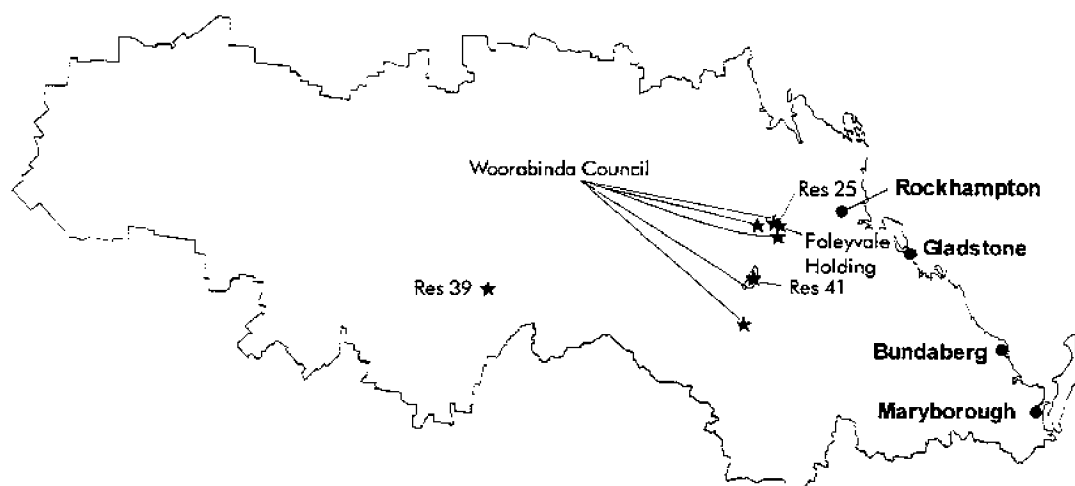 Woorabinda Council
Res 25
Rockhampton
Foleyvale
Holding
Gladstone
Res 39
Res 41
Bundaberg
Maryborough